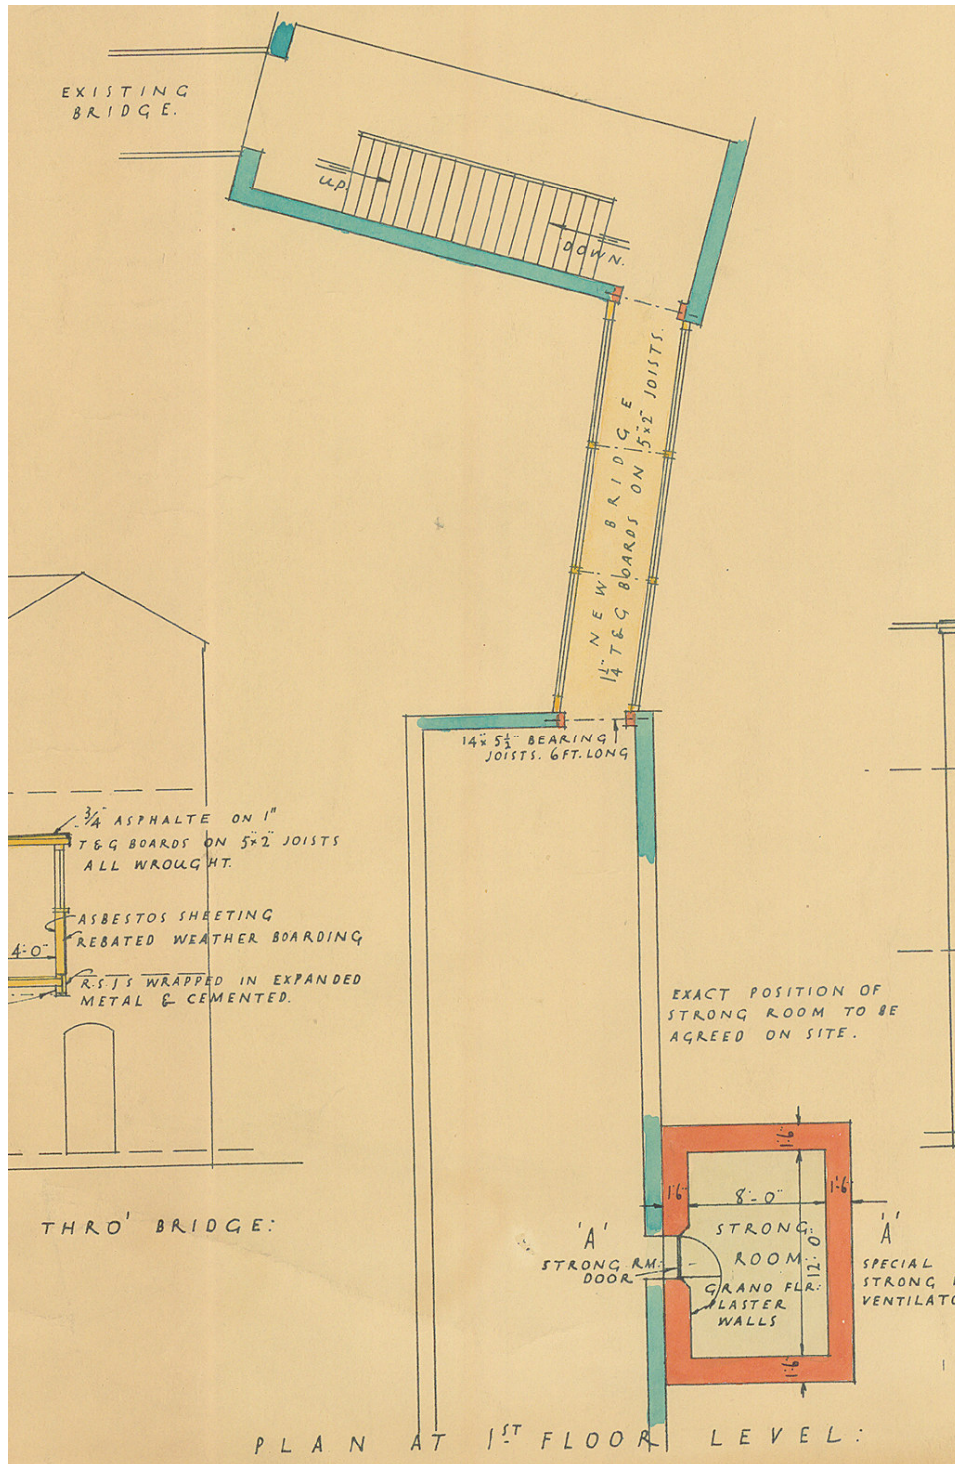 EXISTING
BRIDGE.
UP.
DOWN.
NEW BRIDGE
1¼" T&G BOARDS ON 5"x2" JOISTS.
14"x 5½" BEARING
JOISTS. 6FT. LONG
¾" ASPHALTE ON 1"
T&G BOARDS ON 5"x2" JOISTS
ALL WROUGHT.
ASBESTOS SHEETING
REBATED WEATHER BOARDING
4'-0"
R.S.J'S WRAPPED IN EXPANDED
METAL & CEMENTED.
THRO' BRIDGE:
EXACT POSITION OF
STRONG ROOM TO BE
AGREED ON SITE.
1'-6"
1'-6"
8'-0"
1'-6"
'A'
STRONG RM:
DOOR
STRONG
ROOM
12'-0"
GRANO FLR:
PLASTER
WALLS
1'-6"
'A'
SPECIAL
STRONG
VENTILATO
PLAN AT 1ST FLOOR LEVEL: